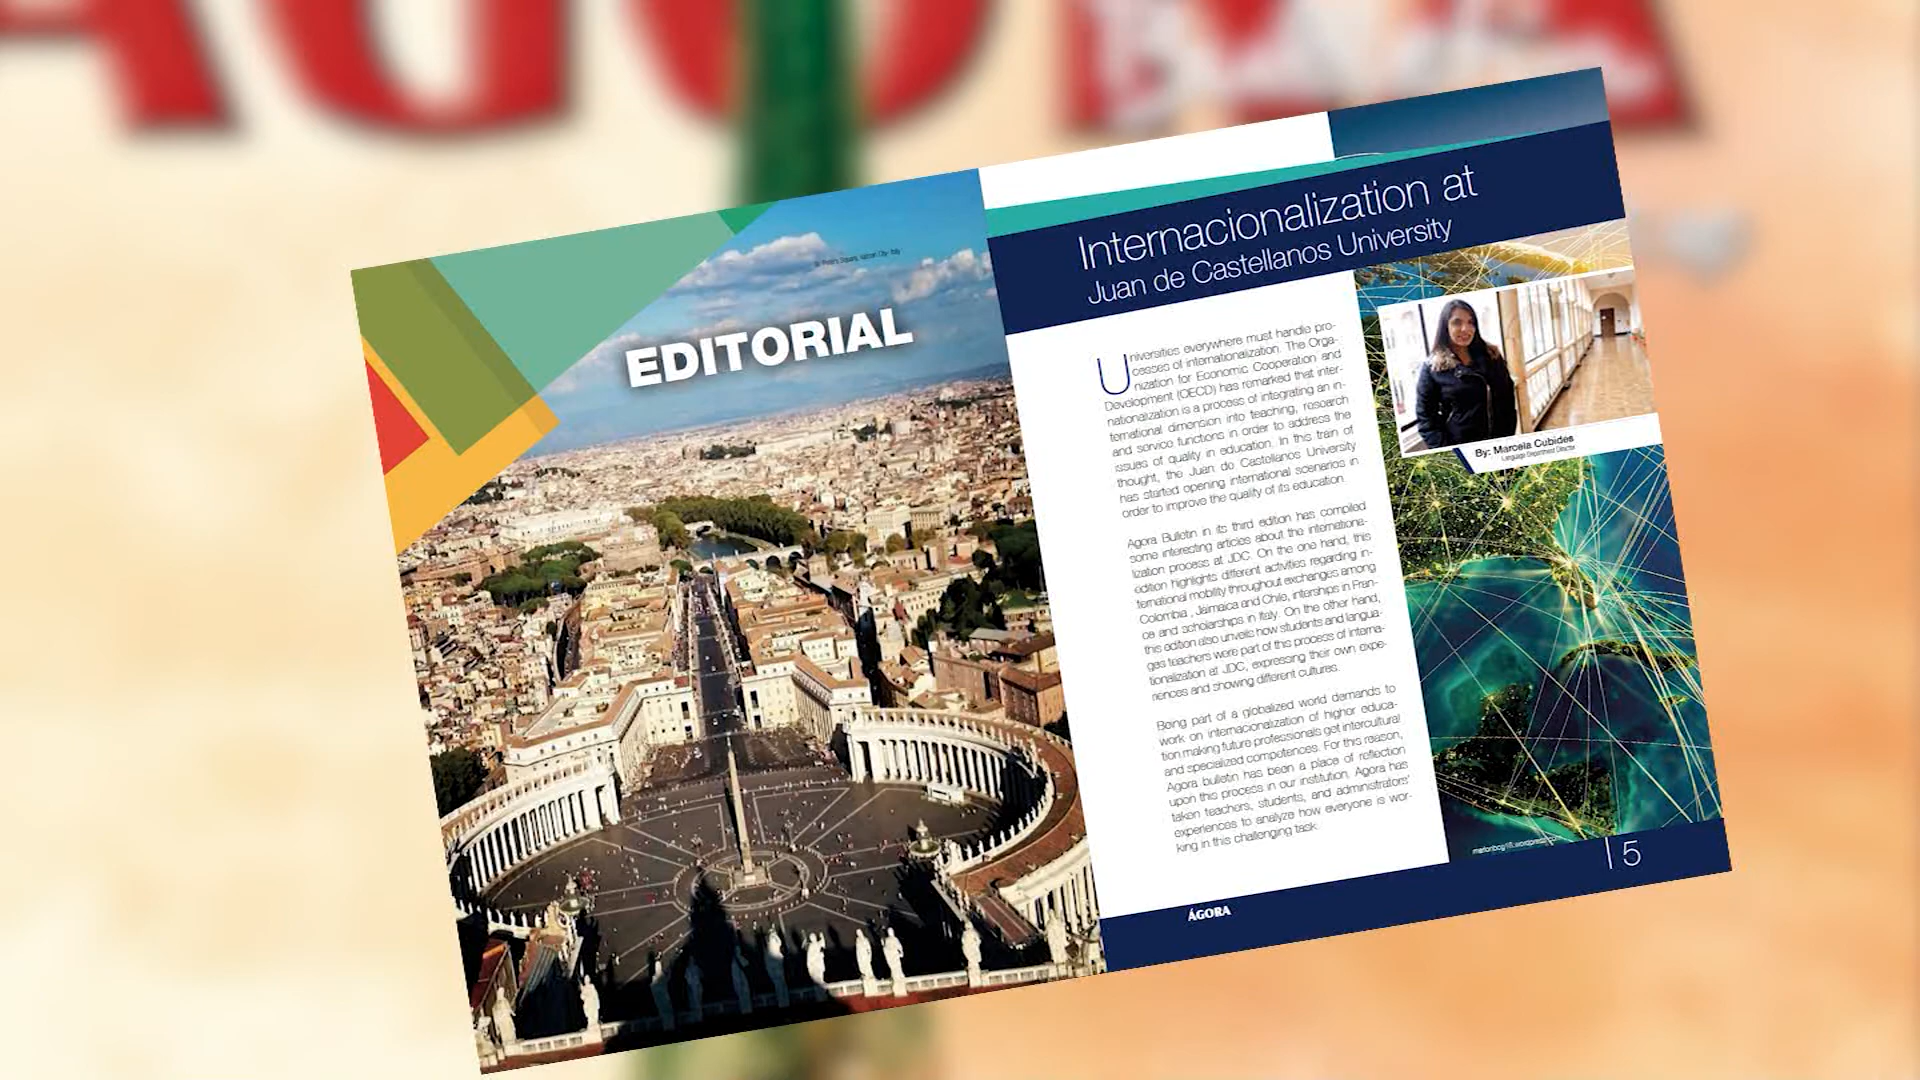 AGORA
St. Peter's Square, Vatican City- Italy
EDITORIAL
Internacionalization at
Juan de Castellanos University
Universities everywhere must handle pro-
cesses of internationalization. The Orga-
nization for Economic Cooperation and
Development (OECD) has remarked that inter-
nationalization is a process of integrating an in-
ternational dimension into teaching, research
and service functions in order to address the
issues of quality in education. In this train of
thought, the Juan de Castellanos University
has started opening international scenarios in
order to improve the quality of its education.
Agora Bulletin in its third edition has compiled
some interesting articles about the internationa-
lization process at JDC. On the one hand, this
edition highlights different activities regarding in-
ternational mobility throughout exchanges among
Colombia , Jaimaica and Chile, interships in Fran-
ce and scholarships in Italy. On the other hand,
this edition also unveils how students and langua-
ges teachers were part of this process of interna-
tionalization at JDC, expressing their own expe-
riences and showing different cultures.
Being part of a globalized world demands to
work on internacionalization of higher educa-
tion making future professionals get intercultural
and specialized competences. For this reason,
Agora bulletin has been a place of reflection
upon this process in our institution. Agora has
taken teachers, students, and administrators'
experiences to analyze how everyone is wor-
king in this challenging task.
By: Marcela Cubides
Language Department Director
ÁGORA
5